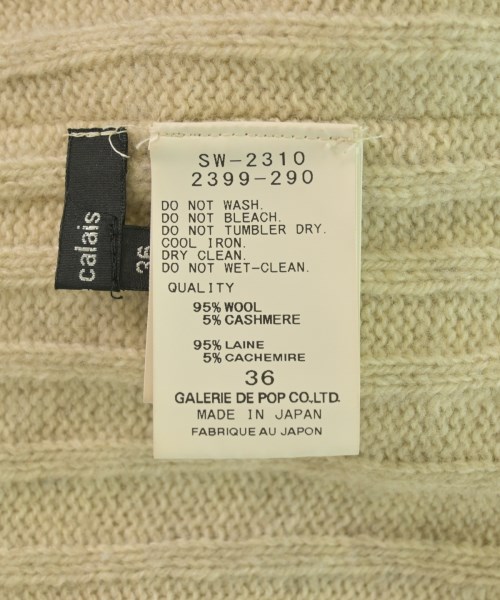 calais
36
SW-2310
2399-290
DO NOT WASH.
DO NOT BLEACH.
DO NOT TUMBLER DRY.
COOL IRON.
DRY CLEAN.
DO NOT WET-CLEAN.
QUALITY
95% WOOL
5% CASHMERE
95% LAINE
5% CACHEMIRE
36
GALERIE DE POP CO.,LTD.
MADE IN JAPAN
FABRIQUE AU JAPON